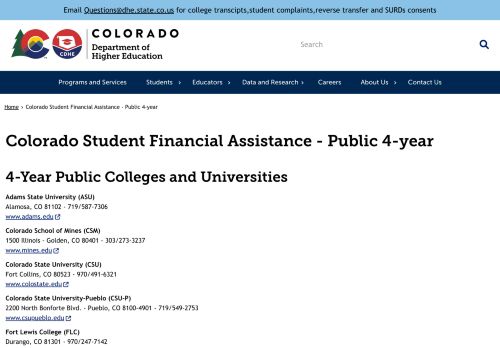 Email Questions@dhe.state.co.us for college transcipts,student complaints,reverse transfer and SURDs consents
CDHE
COLORADO
Department of
Higher Education
Search
Programs and Services Students Educators Data and Research Careers About Us Contact Us
Home > Colorado Student Financial Assistance - Public 4-year
Colorado Student Financial Assistance - Public 4-year
4-Year Public Colleges and Universities
Adams State University (ASU)
Alamosa, CO 81102 - 719/587-7306
www.adams.edu
Colorado School of Mines (CSM)
1500 Illinois - Golden, CO 80401 - 303/273-3237
www.mines.edu
Colorado State University (CSU)
Fort Collins, CO 80523 - 970/491-6321
www.colostate.edu
Colorado State University-Pueblo (CSU-P)
2200 North Bonforte Blvd. - Pueblo, CO 8100-4901 - 719/549-2753
www.csupueblo.edu
Fort Lewis College (FLC)
Durango, CO 81301 - 970/247-7142